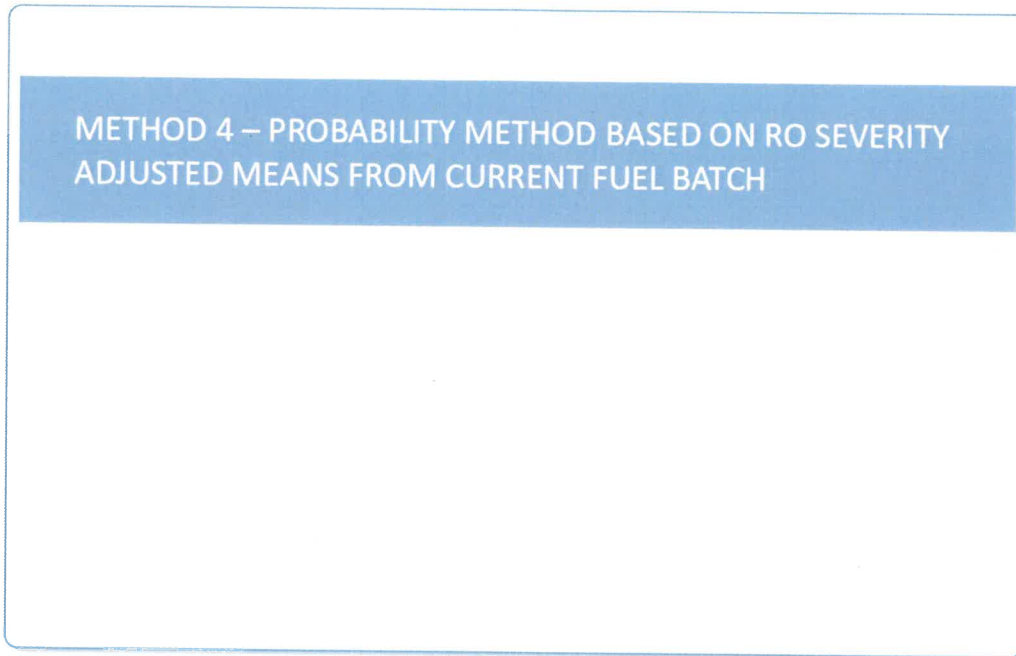 METHOD 4 – PROBABILITY METHOD BASED ON RO SEVERITY
ADJUSTED MEANS FROM CURRENT FUEL BATCH